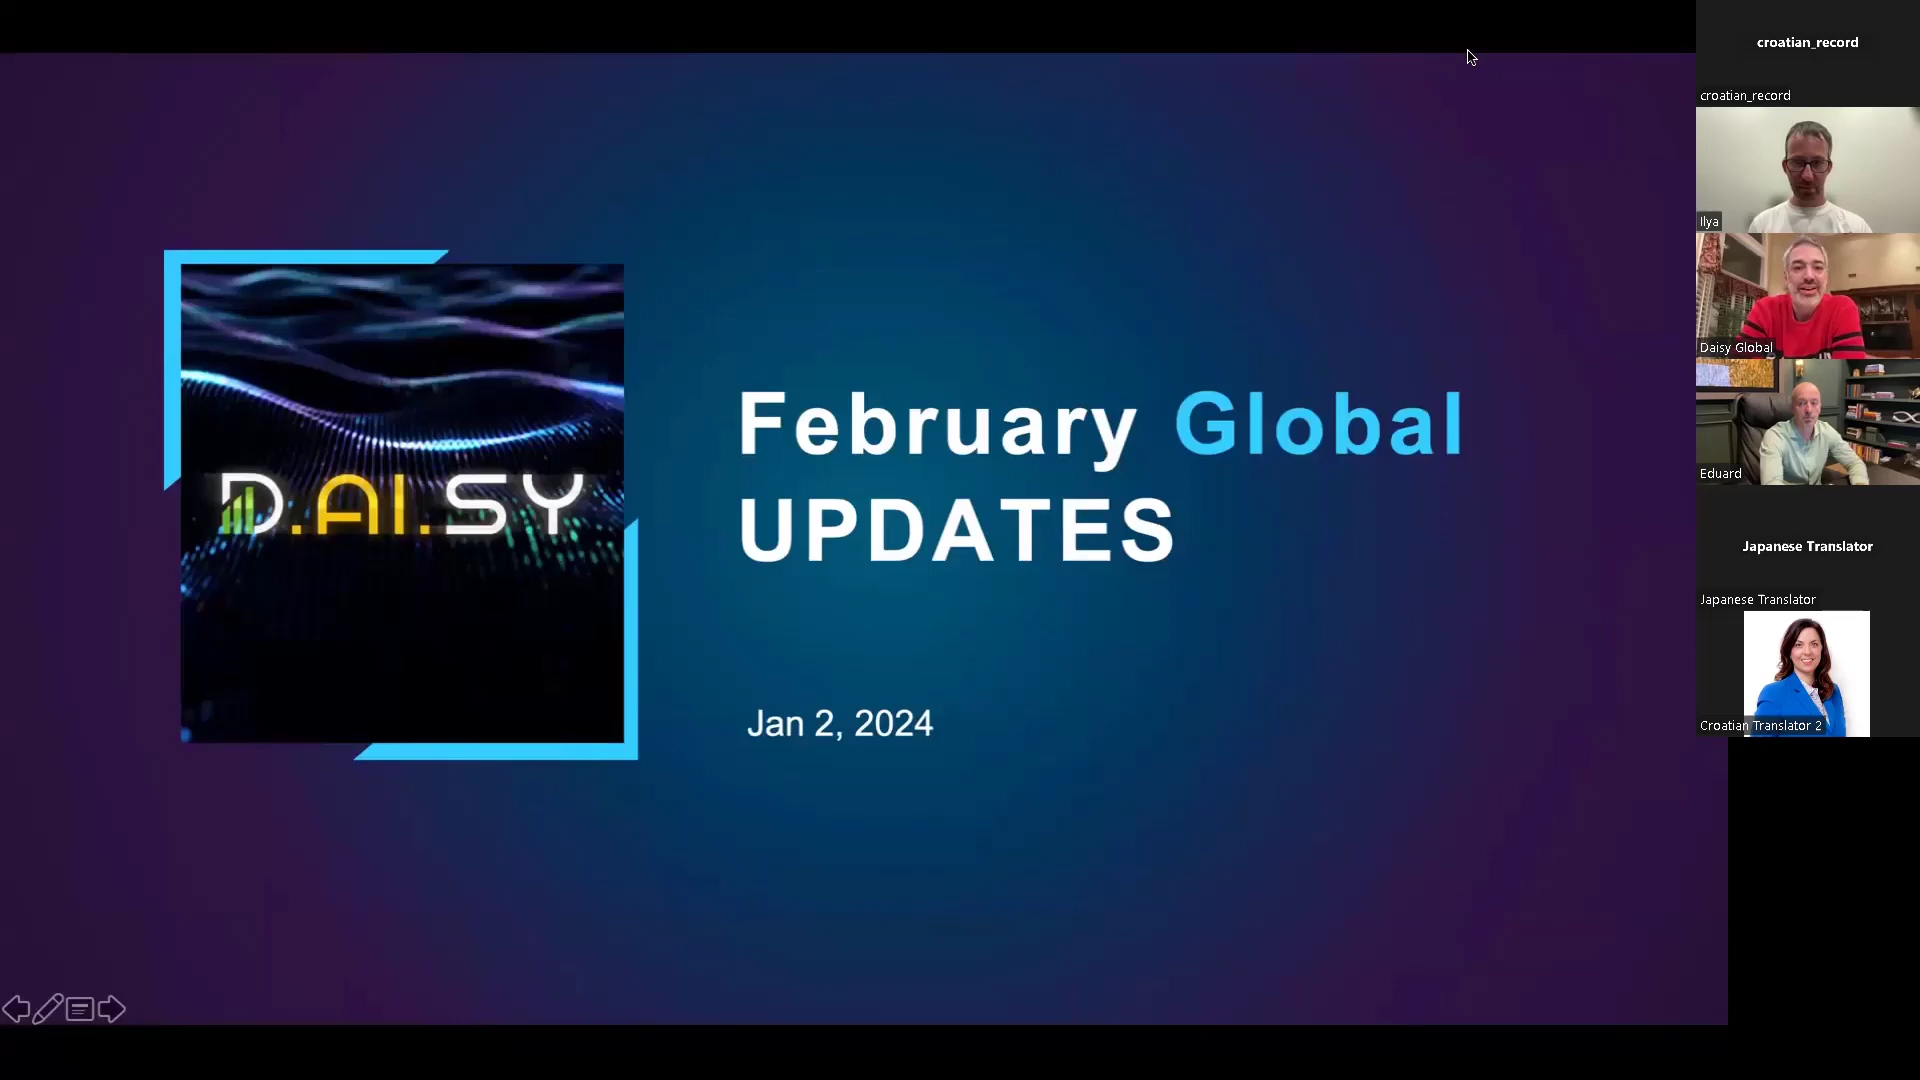 D.AI.SY
February Global
UPDATES
Jan 2, 2024
croatian_record
croatian_record
Ilya
Daisy Global
Eduard
Japanese Translator
Japanese Translator
Croatian Translator 2